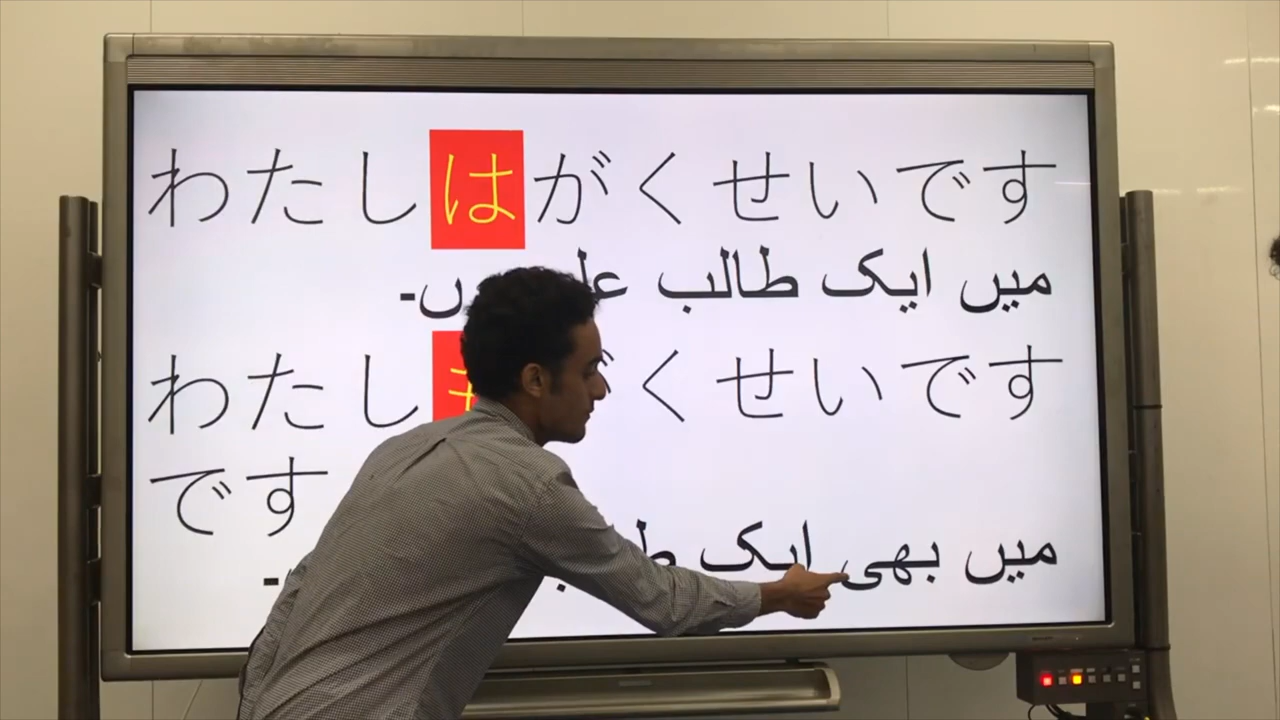 わたしはがくせいです
میں ایک طالب
わたし がくせいです
です
میں بھی ایک